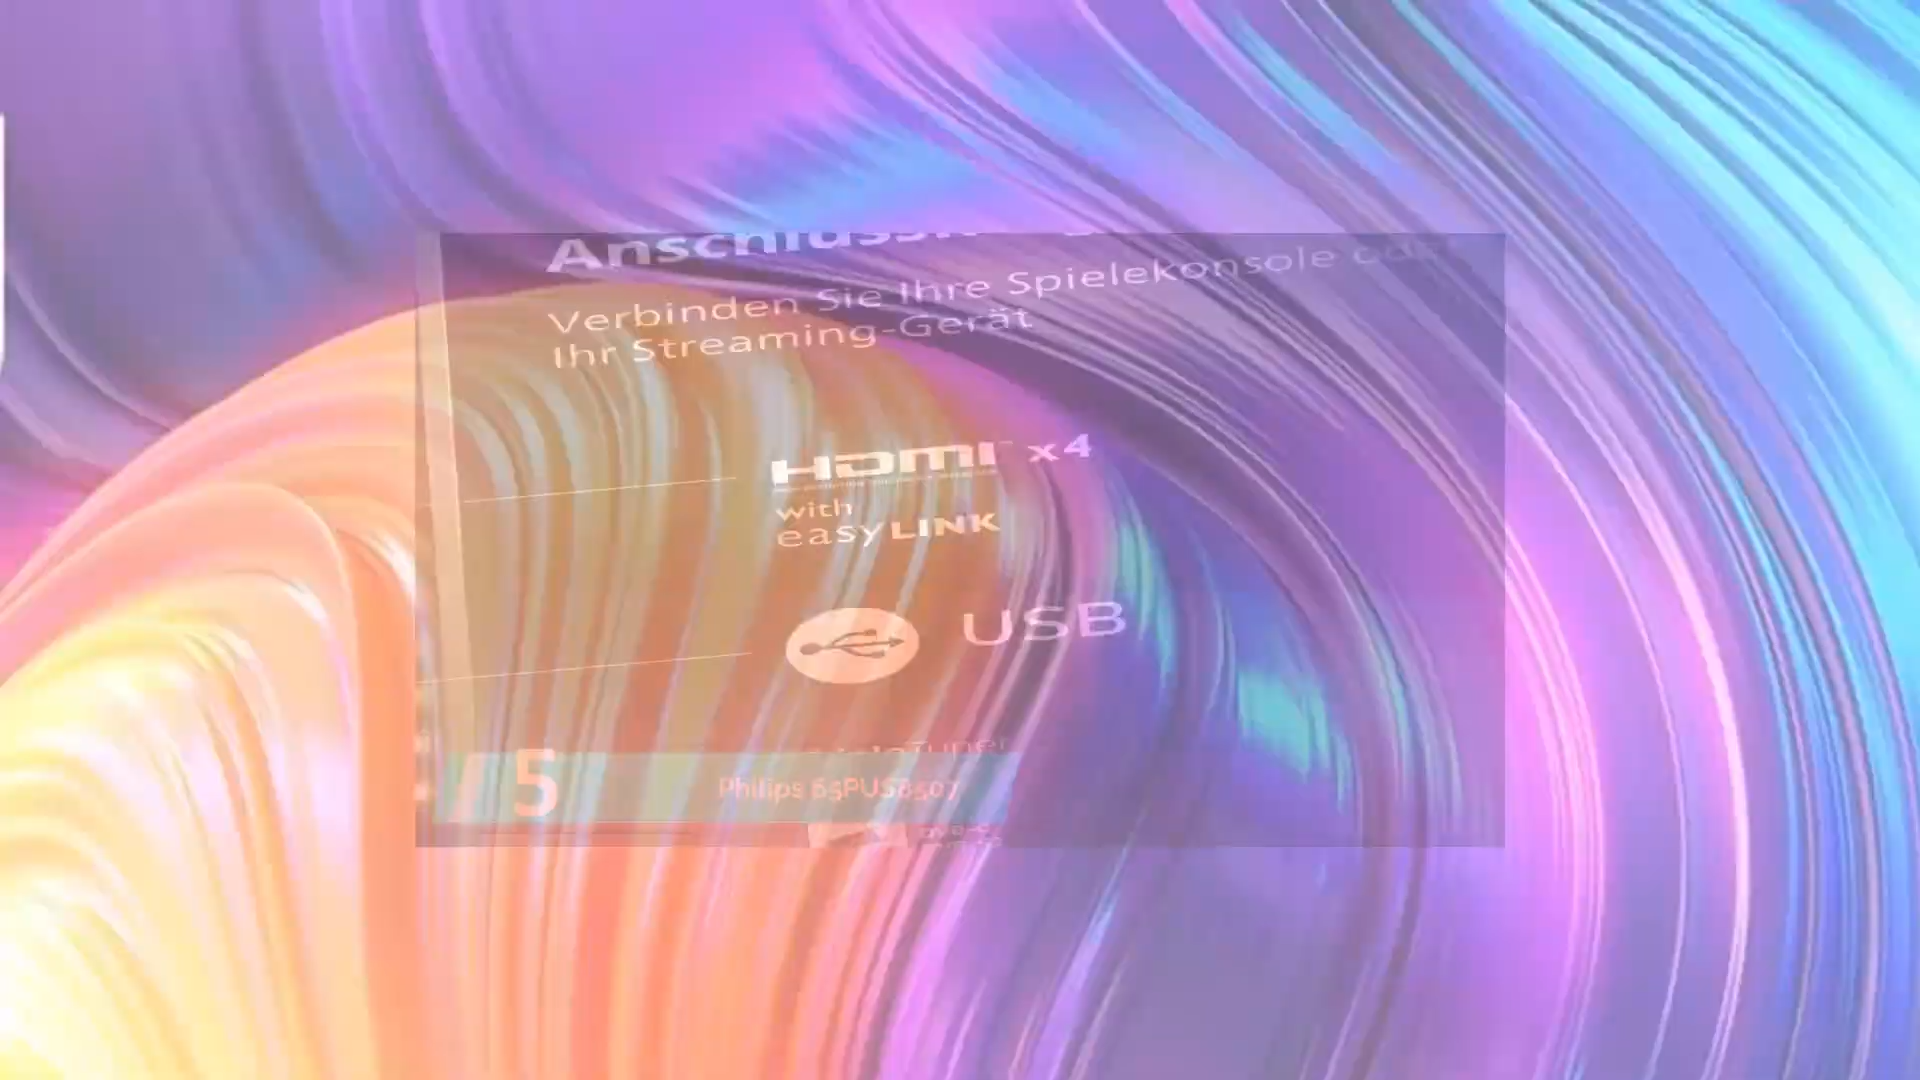 Verbinden Sie Ihre Spielekonsole
Ihr Streaming-Gerät
HDMI x4
with
easyLINK
USB
5
Philips 65PUS8507